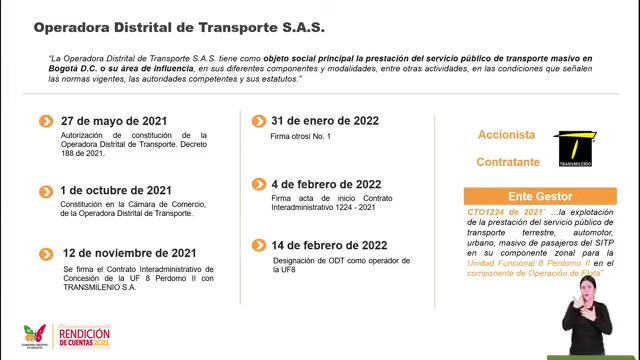 Operadora Distrital de Transporte S.A.S.
“La Operadora Distrital de Transporte S.A.S. tiene como objeto social principal la prestación del servicio público de transporte masivo en
Bogotá D.C. o su área de influencia, en sus diferentes componentes y modalidades, entre otras actividades, en las condiciones que señalen
las normas vigentes, las autoridades competentes y sus estatutos.”
27 de mayo de 2021
Autorización de constitución de la
Operadora Distrital de Transporte. Decreto
188 de 2021.
1 de octubre de 2021
Constitución en la Cámara de Comercio,
de la Operadora Distrital de Transporte.
12 de noviembre de 2021
Se firma el Contrato Interadministrativo de
Concesión de la UF 8 Perdomo II con
TRANSMILENIO S.A.
31 de enero de 2022
Firma otrosí No. 1
4 de febrero de 2022
Firma acta de inicio Contrato
Interadministrativo 1224 - 2021
14 de febrero de 2022
Designación de ODT como operador de
la UF8
Accionista
Contratante
TRANSMILENIO
Ente Gestor
CTO1224 de 2021” …la explotación
de la prestación del servicio público de
transporte terrestre, automotor,
urbano, masivo de pasajeros del SITP
en su componente zonal para la
Unidad Funcional 8 Perdomo II en el
componente de Operación de Flota”
RENDICIÓN
DE CUENTAS 2021